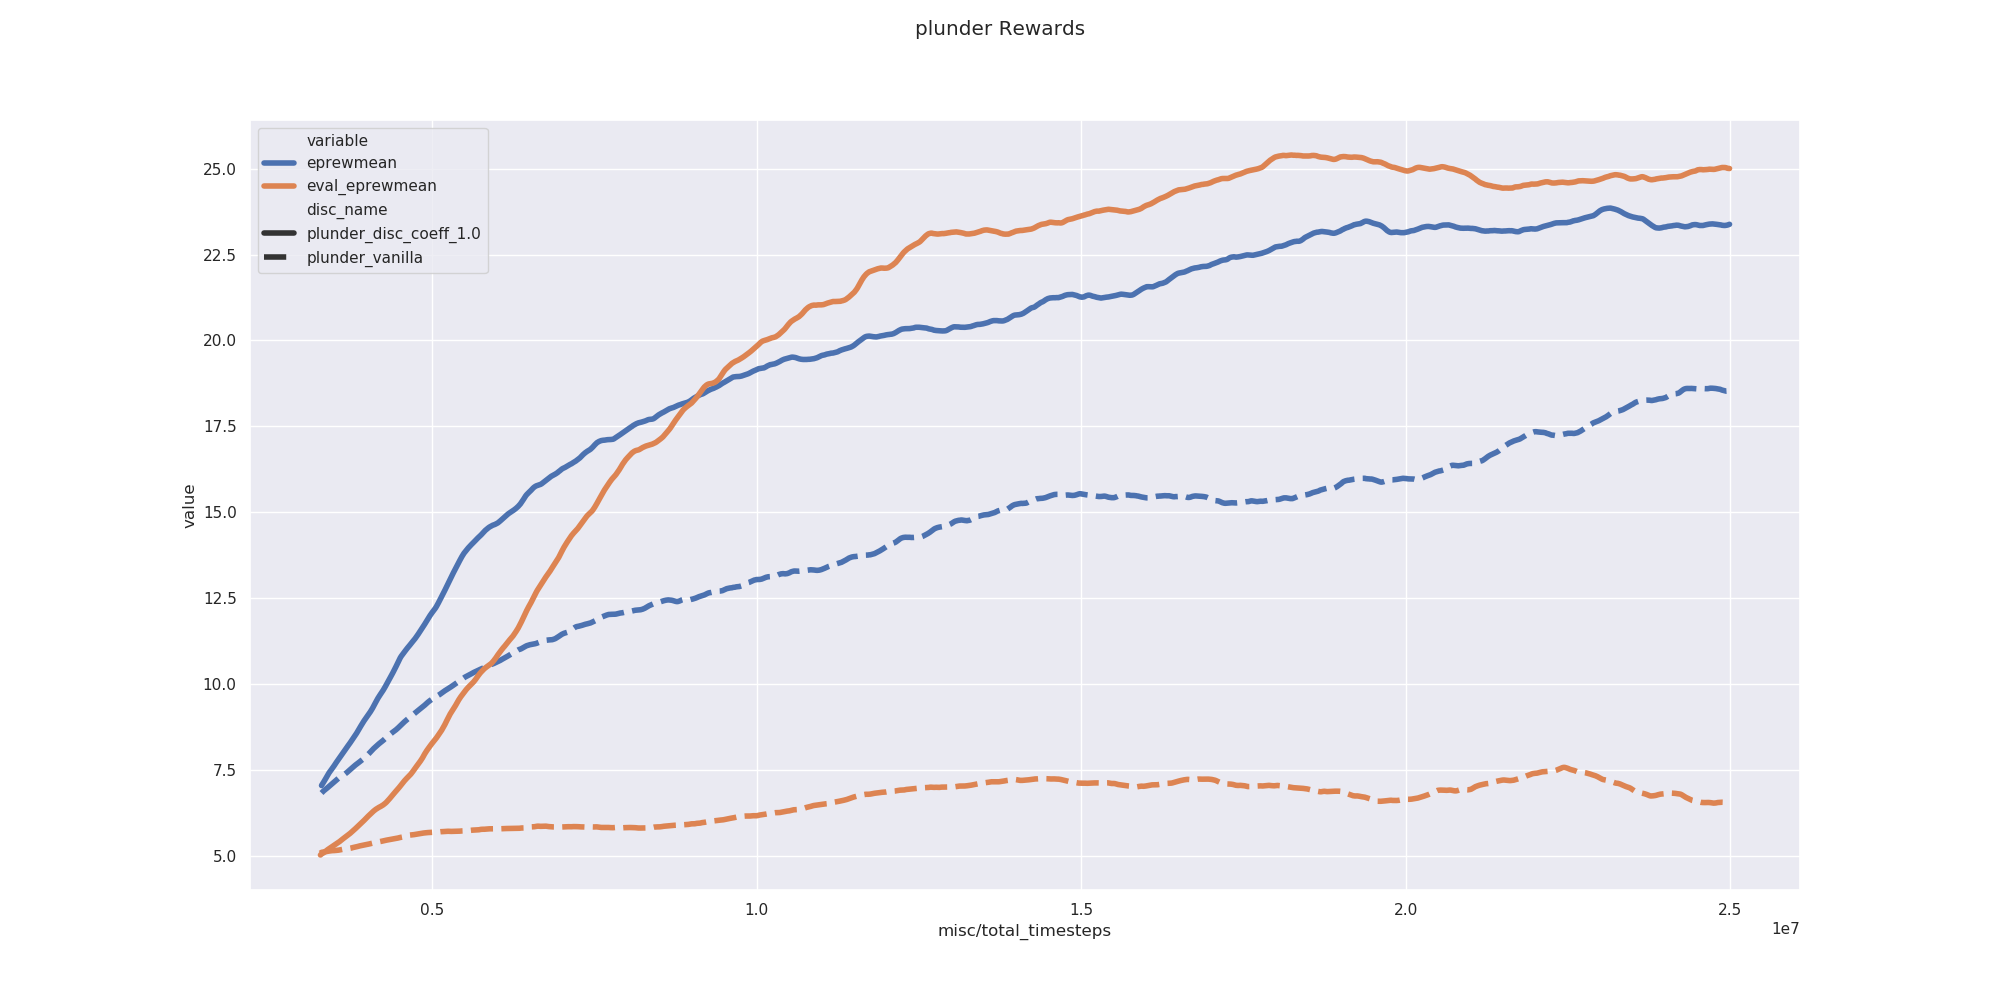 plunder Rewards
variable
eprewmean
eval_eprewmean
disc_name
plunder_disc_coeff_1.0
plunder_vanilla
25.0
22.5
20.0
17.5
15.0
12.5
10.0
7.5
5.0
value
0.5 1.0 1.5 2.0 2.5
1e7
misc/total_timesteps